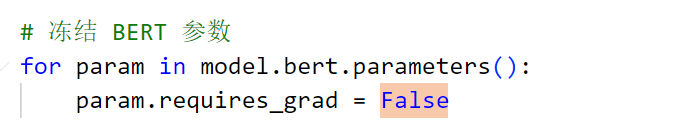 # 冻结 BERT 参数
for param in model.bert.parameters():
    param.requires_grad = False